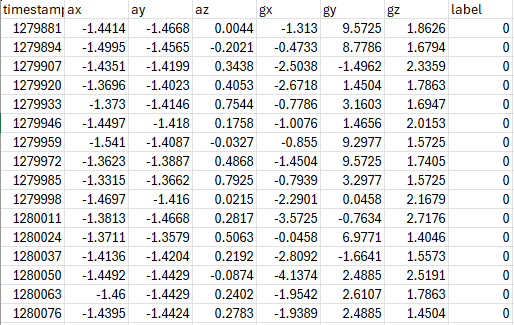 timestamp ax ay az gx gy gz label
1279881 -1.4414 -1.4668 0.0044 -1.313 9.5725 1.8626 0
1279894 -1.4995 -1.4565 -0.2021 -0.4733 8.7786 1.6794 0
1279907 -1.4351 -1.4199 0.3438 -2.5038 -1.4962 2.3359 0
1279920 -1.3696 -1.4023 0.4053 -2.6718 1.4504 1.7863 0
1279933 -1.373 -1.4146 0.7544 -0.7786 3.1603 1.6947 0
1279946 -1.4497 -1.418 0.1758 -1.0076 1.4656 2.0153 0
1279959 -1.541 -1.4087 -0.0327 -0.855 9.2977 1.5725 0
1279972 -1.3623 -1.3887 0.4868 -1.4504 9.5725 1.7405 0
1279985 -1.3315 -1.3662 0.7925 -0.7939 3.2977 1.5725 0
1279998 -1.4697 -1.416 0.0215 -2.2901 0.0458 2.1679 0
1280011 -1.3813 -1.4668 0.2817 -3.5725 -0.7634 2.7176 0
1280024 -1.3711 -1.3579 0.5063 -0.0458 6.9771 1.4046 0
1280037 -1.4136 -1.4204 0.2192 -2.8092 -1.6641 1.5573 0
1280050 -1.4492 -1.4429 -0.0874 -4.1374 2.4885 2.5191 0
1280063 -1.46 -1.4429 0.2402 -1.9542 2.6107 1.7863 0
1280076 -1.4395 -1.4424 0.2783 -1.9389 2.4885 1.4504 0